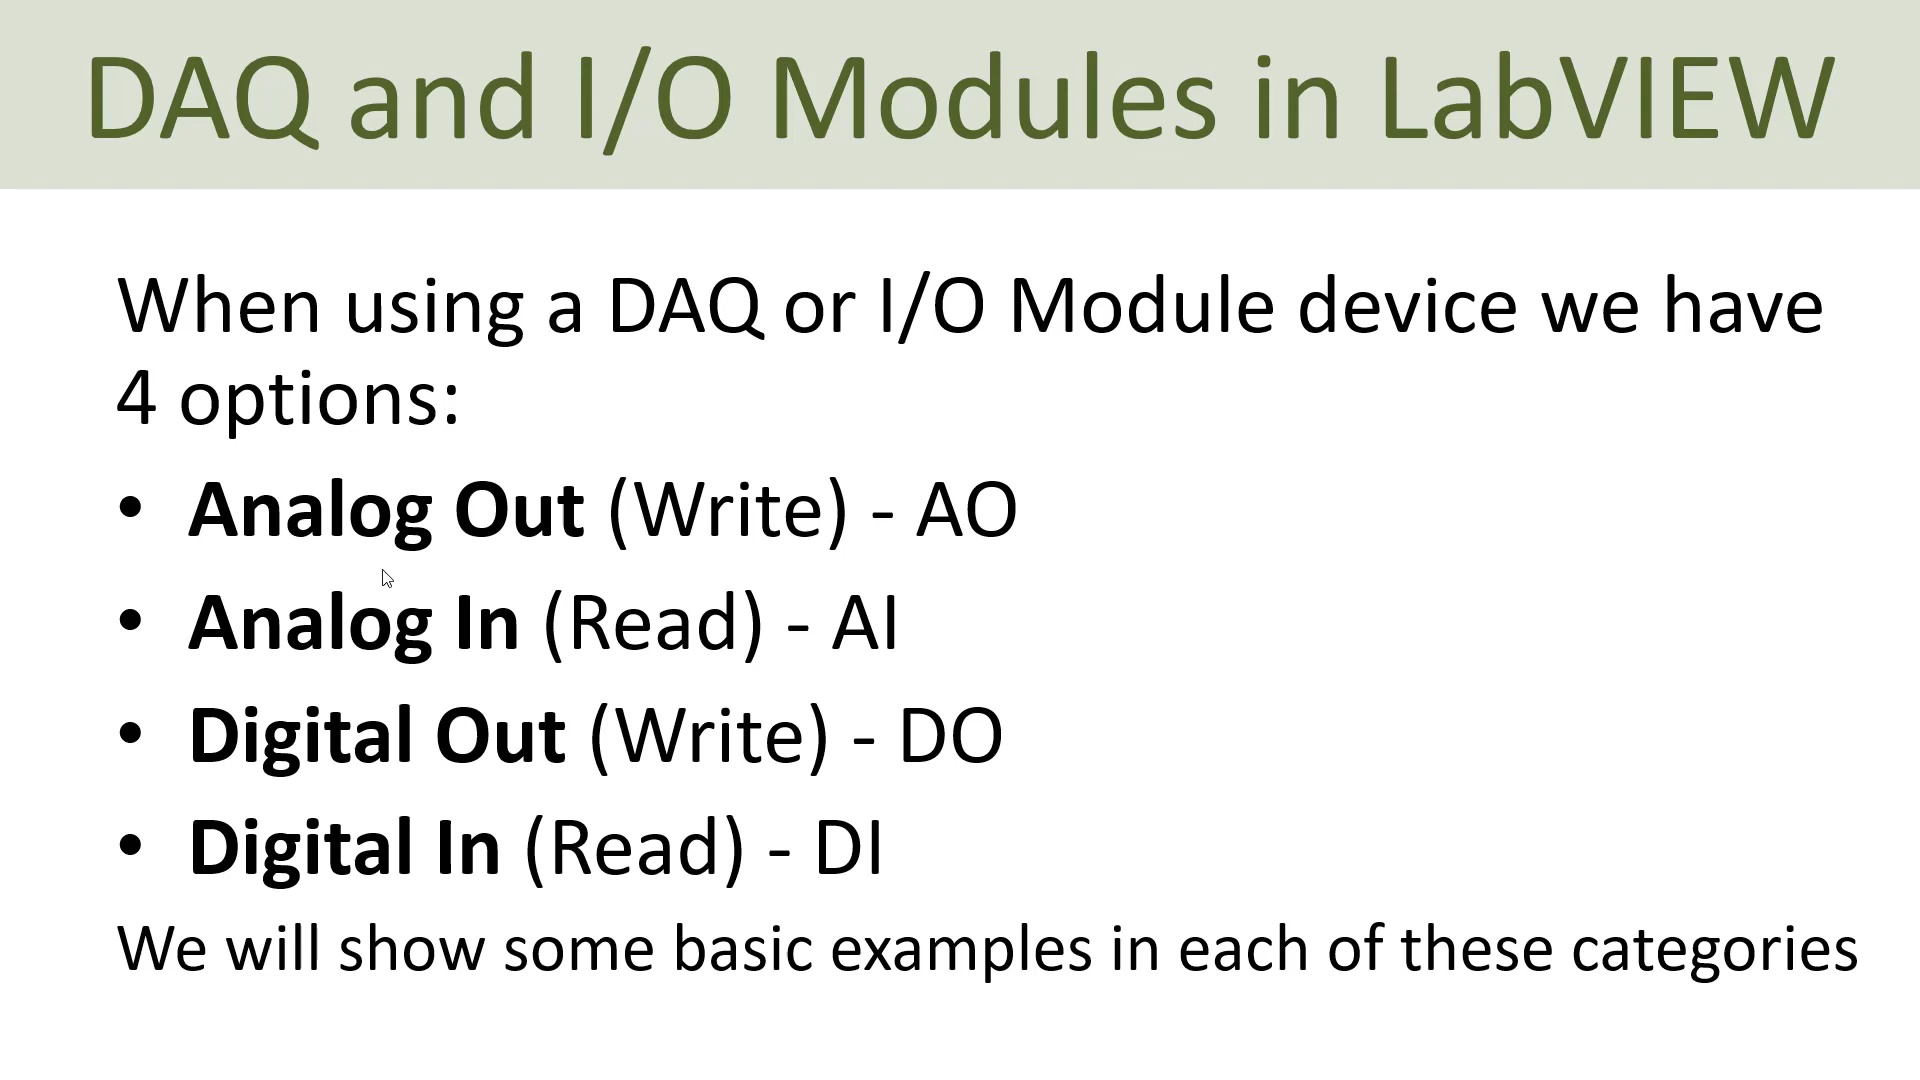 DAQ and I/O Modules in LabVIEW
When using a DAQ or I/O Module device we have
4 options:
• Analog Out (Write) - AO
• Analog In (Read) - AI
• Digital Out (Write) - DO
• Digital In (Read) - DI
We will show some basic examples in each of these categories